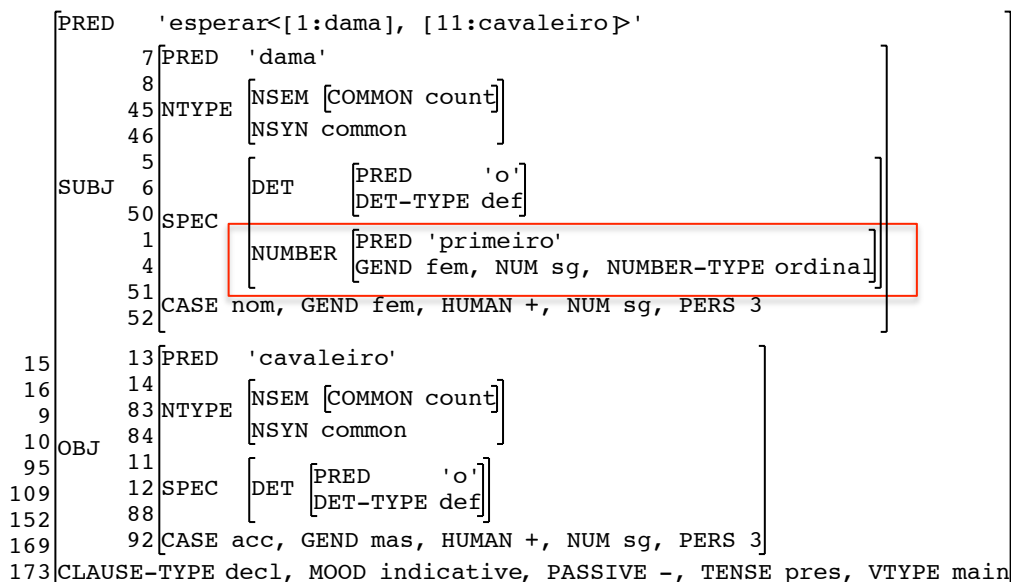 PRED 'esperar<[1:dama], [11:cavaleiro]>'
7 PRED 'dama'
8
NSEM COMMON count
45 NTYPE
46 NSYN common
5
PRED 'o'
SUBJ 6 DET
DET-TYPE def
50 SPEC
1 PRED 'primeiro'
NUMBER
4 GEND fem, NUM sg, NUMBER-TYPE ordinal
51
52 CASE nom, GEND fem, HUMAN +, NUM sg, PERS 3
15 13 PRED 'cavaleiro'
16 14
NSEM COMMON count
9 83 NTYPE
84 NSYN common
10 OBJ
95 11
PRED 'o'
109 12 SPEC DET
DET-TYPE def
152 88
169 92 CASE acc, GEND mas, HUMAN +, NUM sg, PERS 3
173 CLAUSE-TYPE decl, MOOD indicative, PASSIVE -, TENSE pres, VTYPE main